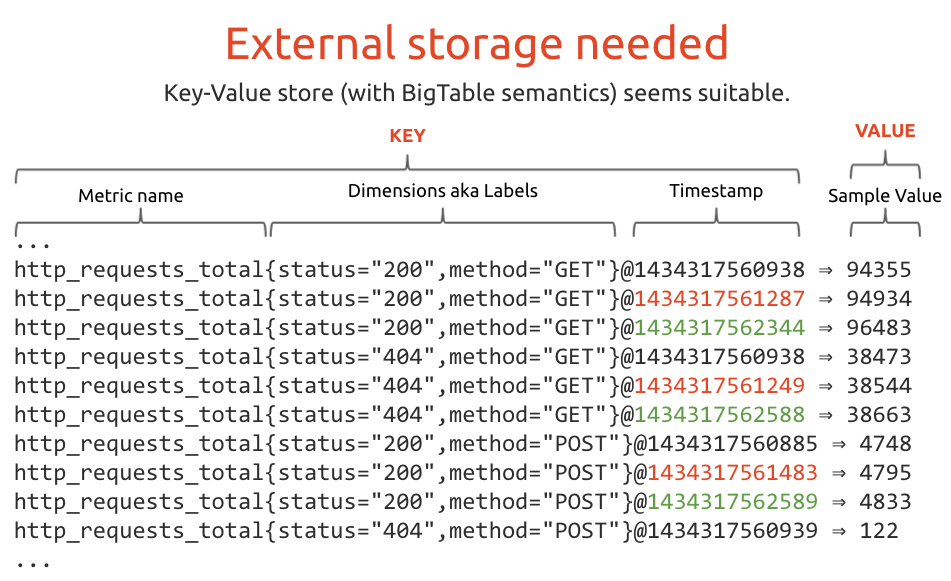 External storage needed
Key-Value store (with BigTable semantics) seems suitable.
KEY VALUE
Metric name Dimensions aka Labels Timestamp Sample Value
...
http_requests_total{status="200",method="GET"}@1434317560938 ⇒ 94355
http_requests_total{status="200",method="GET"}@1434317561287 ⇒ 94934
http_requests_total{status="200",method="GET"}@1434317562344 ⇒ 96483
http_requests_total{status="404",method="GET"}@1434317560938 ⇒ 38473
http_requests_total{status="404",method="GET"}@1434317561249 ⇒ 38544
http_requests_total{status="404",method="GET"}@1434317562588 ⇒ 38663
http_requests_total{status="200",method="POST"}@1434317560885 ⇒ 4748
http_requests_total{status="200",method="POST"}@1434317561483 ⇒ 4795
http_requests_total{status="200",method="POST"}@1434317562589 ⇒ 4833
http_requests_total{status="404",method="POST"}@1434317560939 ⇒ 122
...